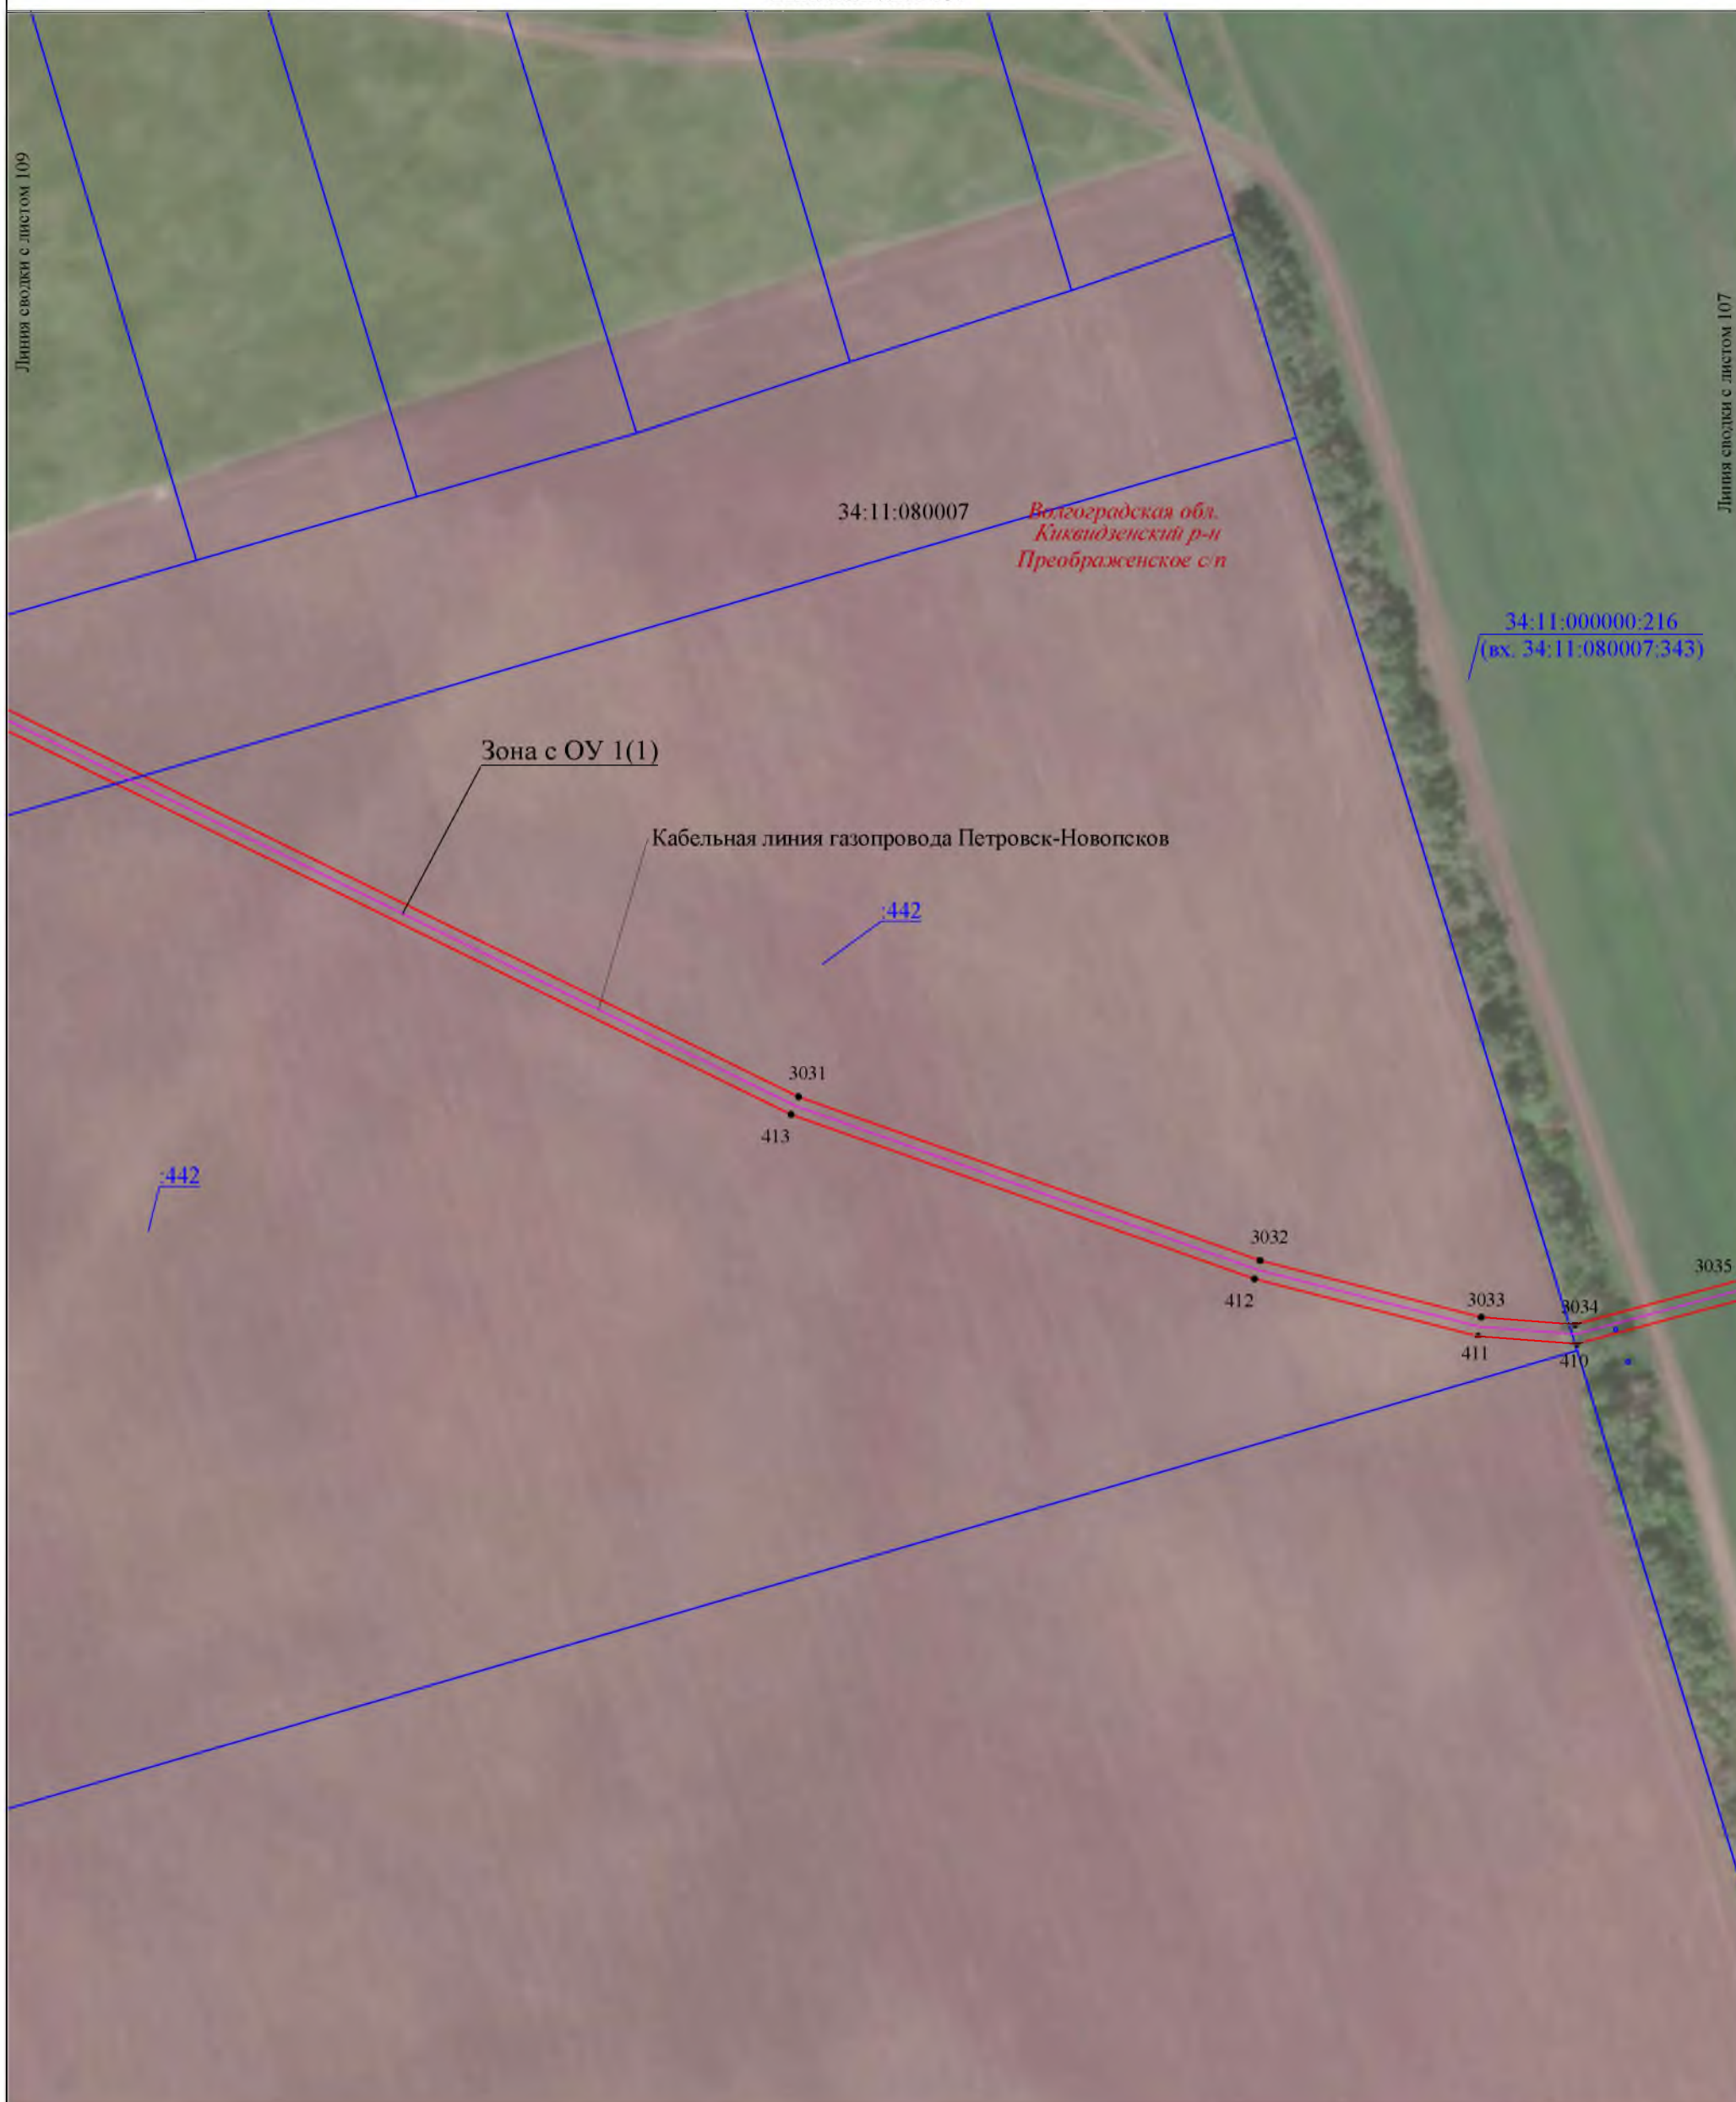 Линия сводки с листом 109
Линия сводки с листом 107
34:11:080007
Волгоградская обл.
Киквидзенский р-н
Преображенское с/п
34:11:000000:216
(вх. 34:11:080007:343)
Зона с ОУ 1(1)
Кабельная линия газопровода Петровск-Новопсков
:442
3031
413
:442
3032
412
3033
3034
3035
411
410